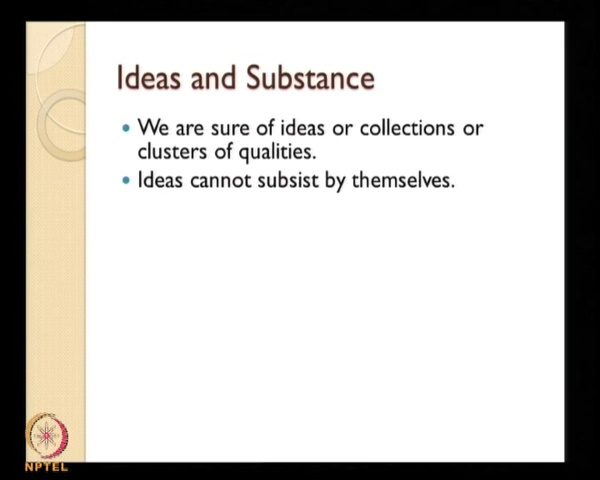 Ideas and Substance
• We are sure of ideas or collections or
clusters of qualities.
• Ideas cannot subsist by themselves.
NPTEL